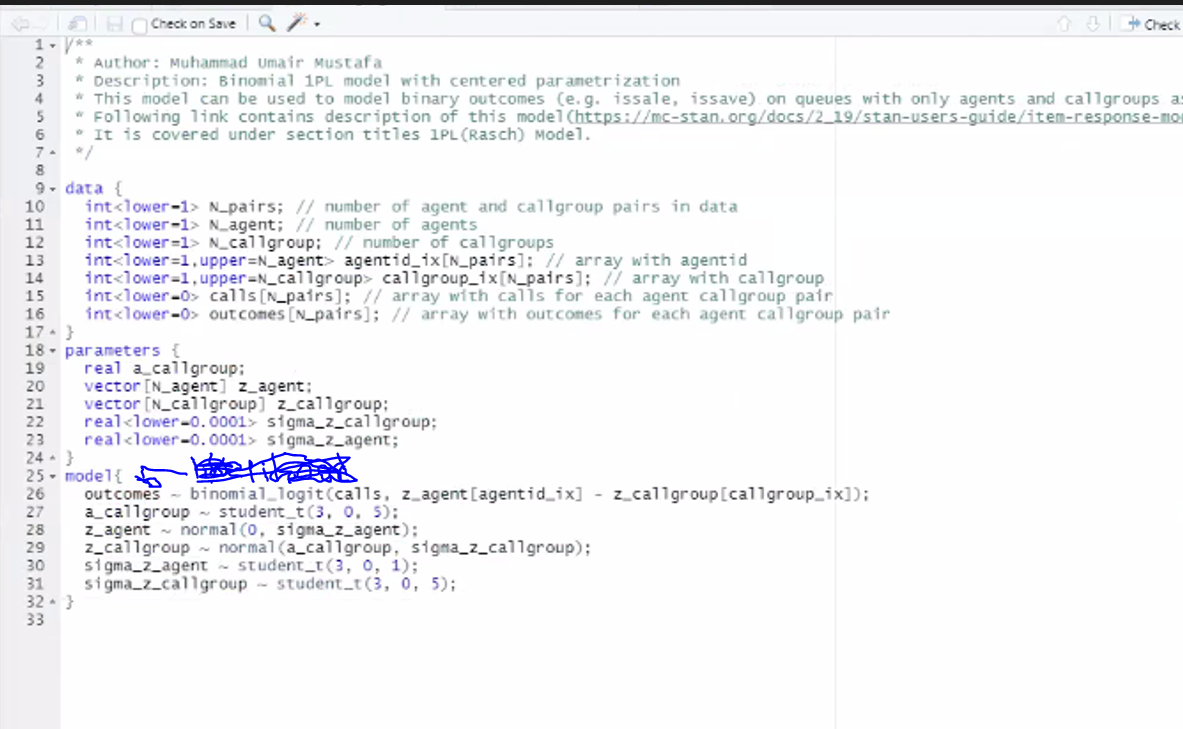 Check on Save
Check
1 /**
2 * Author: Muhammad Umair Mustafa
3 * Description: Binomial 1PL model with centered parametrization
4 * This model can be used to model binary outcomes (e.g. issale, issave) on queues with only agents and callgroups as
5 * Following link contains description of this model(https://mc-stan.org/docs/2_19/stan-users-guide/item-response-mo
6 * It is covered under section titles 1PL(Rasch) Model.
7 */
8
9 data {
10 int<lower=1> N_pairs; // number of agent and callgroup pairs in data
11 int<lower=1> N_agent; // number of agents
12 int<lower=1> N_callgroup; // number of callgroups
13 int<lower=1,upper=N_agent> agentid_ix[N_pairs]; // array with agentid
14 int<lower=1,upper=N_callgroup> callgroup_ix[N_pairs]; // array with callgroup
15 int<lower=0> calls[N_pairs]; // array with calls for each agent callgroup pair
16 int<lower=0> outcomes[N_pairs]; // array with outcomes for each agent callgroup pair
17 }
18 parameters {
19 real a_callgroup;
20 vector[N_agent] z_agent;
21 vector[N_callgroup] z_callgroup;
22 real<lower=0.0001> sigma_z_callgroup;
23 real<lower=0.0001> sigma_z_agent;
24 }
25 model{
26 outcomes ~ binomial_logit(calls, z_agent[agentid_ix] - z_callgroup[callgroup_ix]);
27 a_callgroup ~ student_t(3, 0, 5);
28 z_agent ~ normal(0, sigma_z_agent);
29 z_callgroup ~ normal(a_callgroup, sigma_z_callgroup);
30 sigma_z_agent ~ student_t(3, 0, 1);
31 sigma_z_callgroup ~ student_t(3, 0, 5);
32 }
33